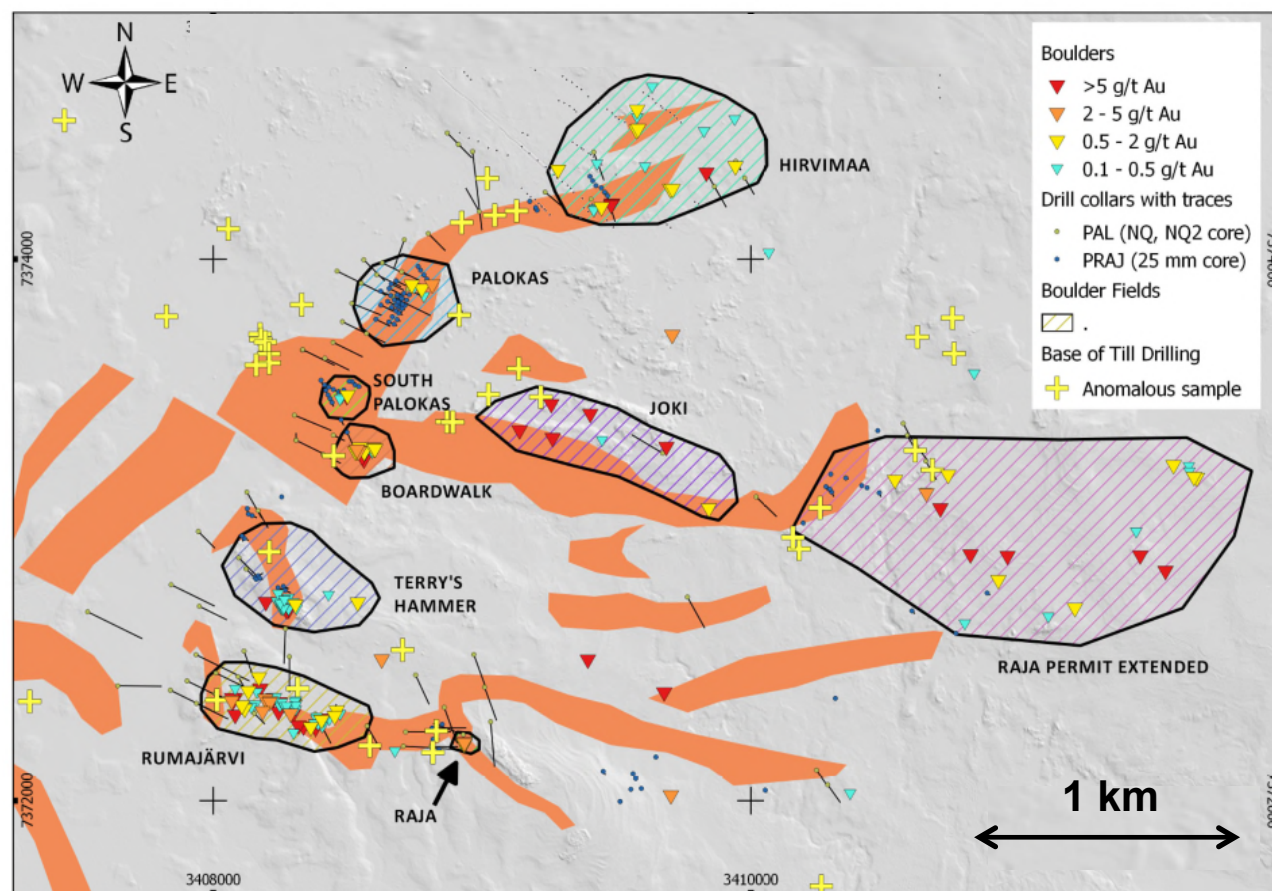 N
W
E
S
Boulders
>5 g/t Au
2 - 5 g/t Au
0.5 - 2 g/t Au
0.1 - 0.5 g/t Au
Drill collars with traces
PAL (NQ, NQ2 core)
PRAJ (25 mm core)
Boulder Fields
.
Base of Till Drilling
Anomalous sample
HIRVIMAA
7374000
PALOKAS
SOUTH
PALOKAS
JOKI
BOARDWALK
TERRY'S
HAMMER
RAJA PERMIT EXTENDED
RUMAJÄRVI
RAJA
7372000
1 km
3408000
3410000